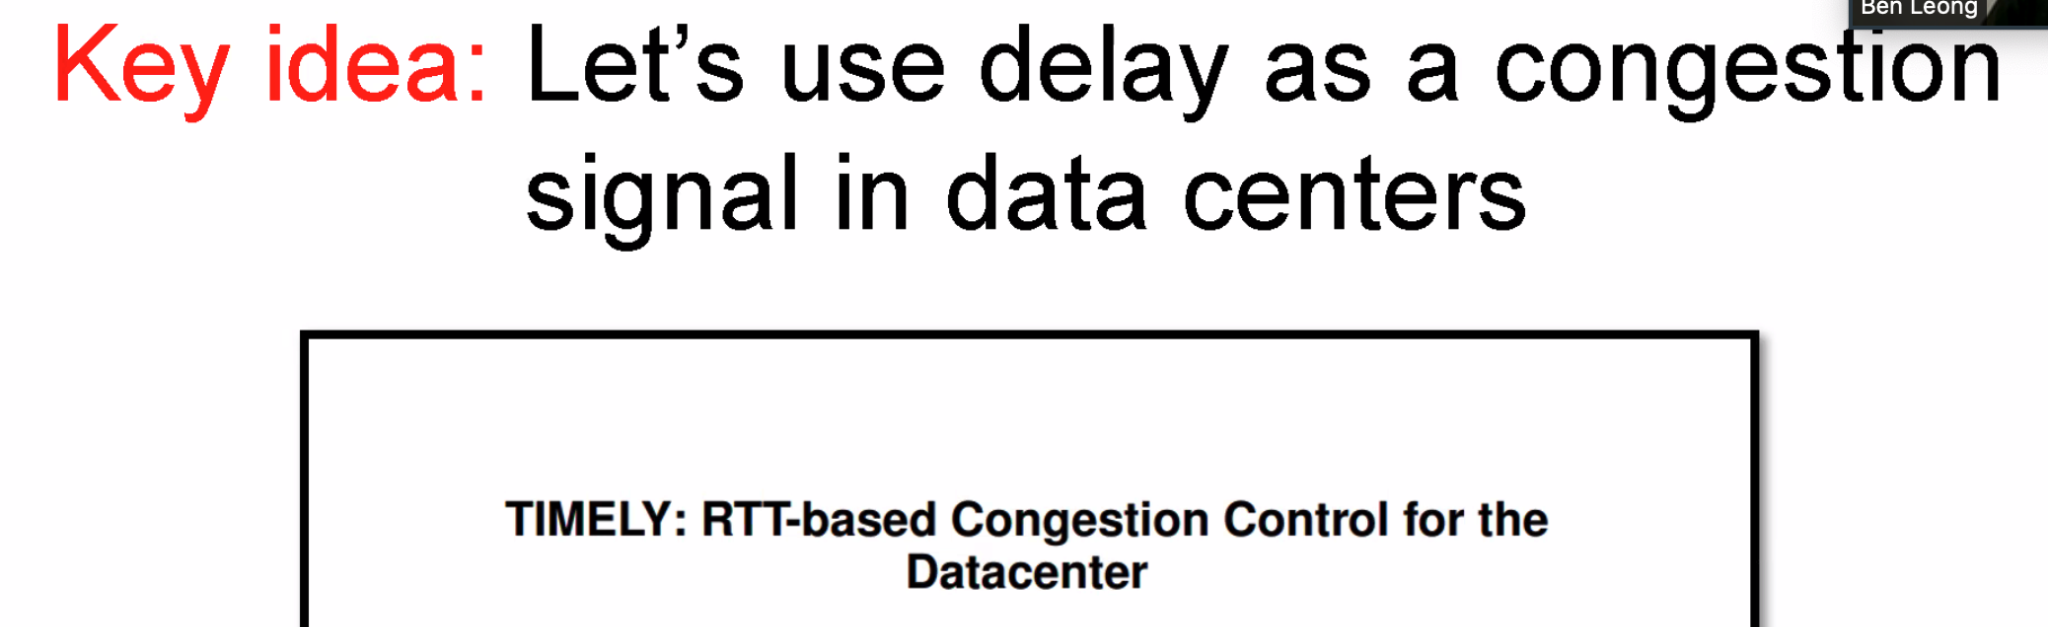 Ben Leong
Key idea: Let's use delay as a congestion
signal in data centers
TIMELY: RTT-based Congestion Control for the
Datacenter